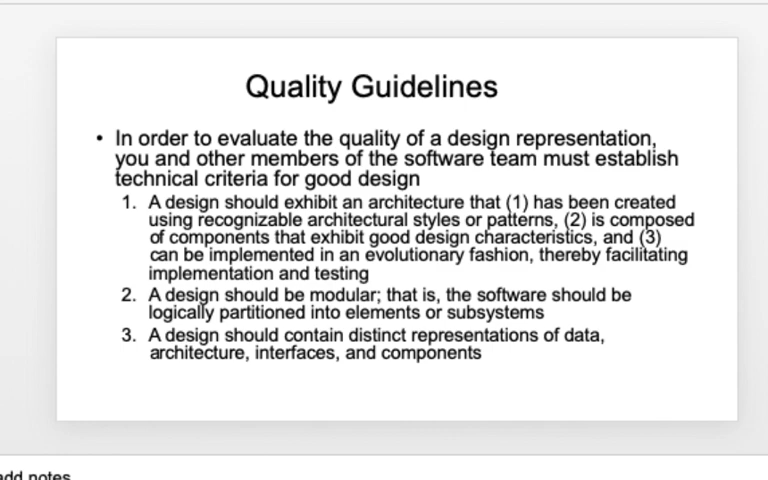 Quality Guidelines
• In order to evaluate the quality of a design representation,
you and other members of the software team must establish
technical criteria for good design
1. A design should exhibit an architecture that (1) has been created
using recognizable architectural styles or patterns, (2) is composed
of components that exhibit good design characteristics, and (3)
can be implemented in an evolutionary fashion, thereby facilitating
implementation and testing
2. A design should be modular; that is, the software should be
logically partitioned into elements or subsystems
3. A design should contain distinct representations of data,
architecture, interfaces, and components
add notes